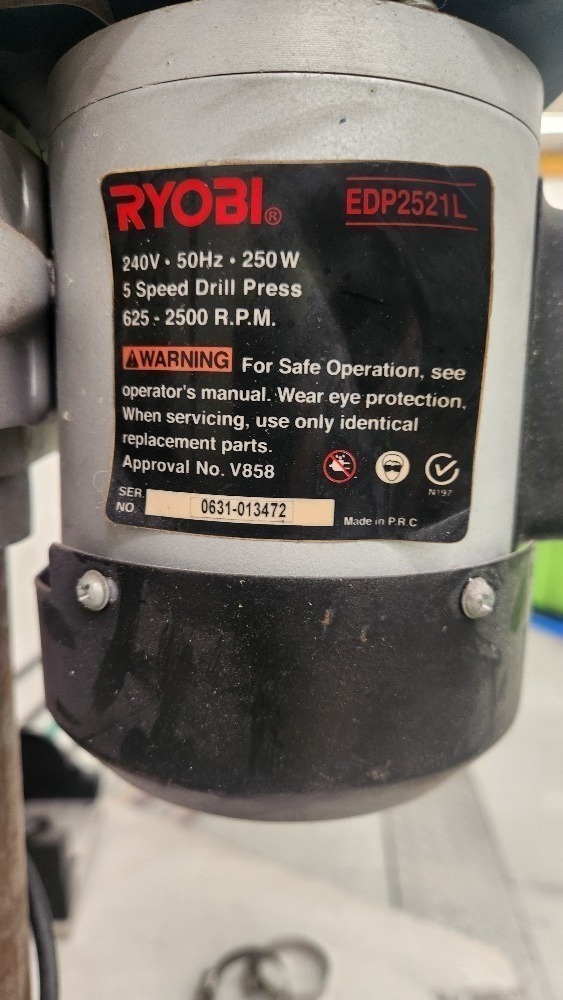 RYOBI®
EDP2521L
240V • 50Hz • 250W
5 Speed Drill Press
625 - 2500 R.P.M.
WARNING For Safe Operation, see
operator's manual. Wear eye protection.
When servicing, use only identical
replacement parts.
Approval No. V858
N197
SER.
NO
0631-013472
Made in P.R.C